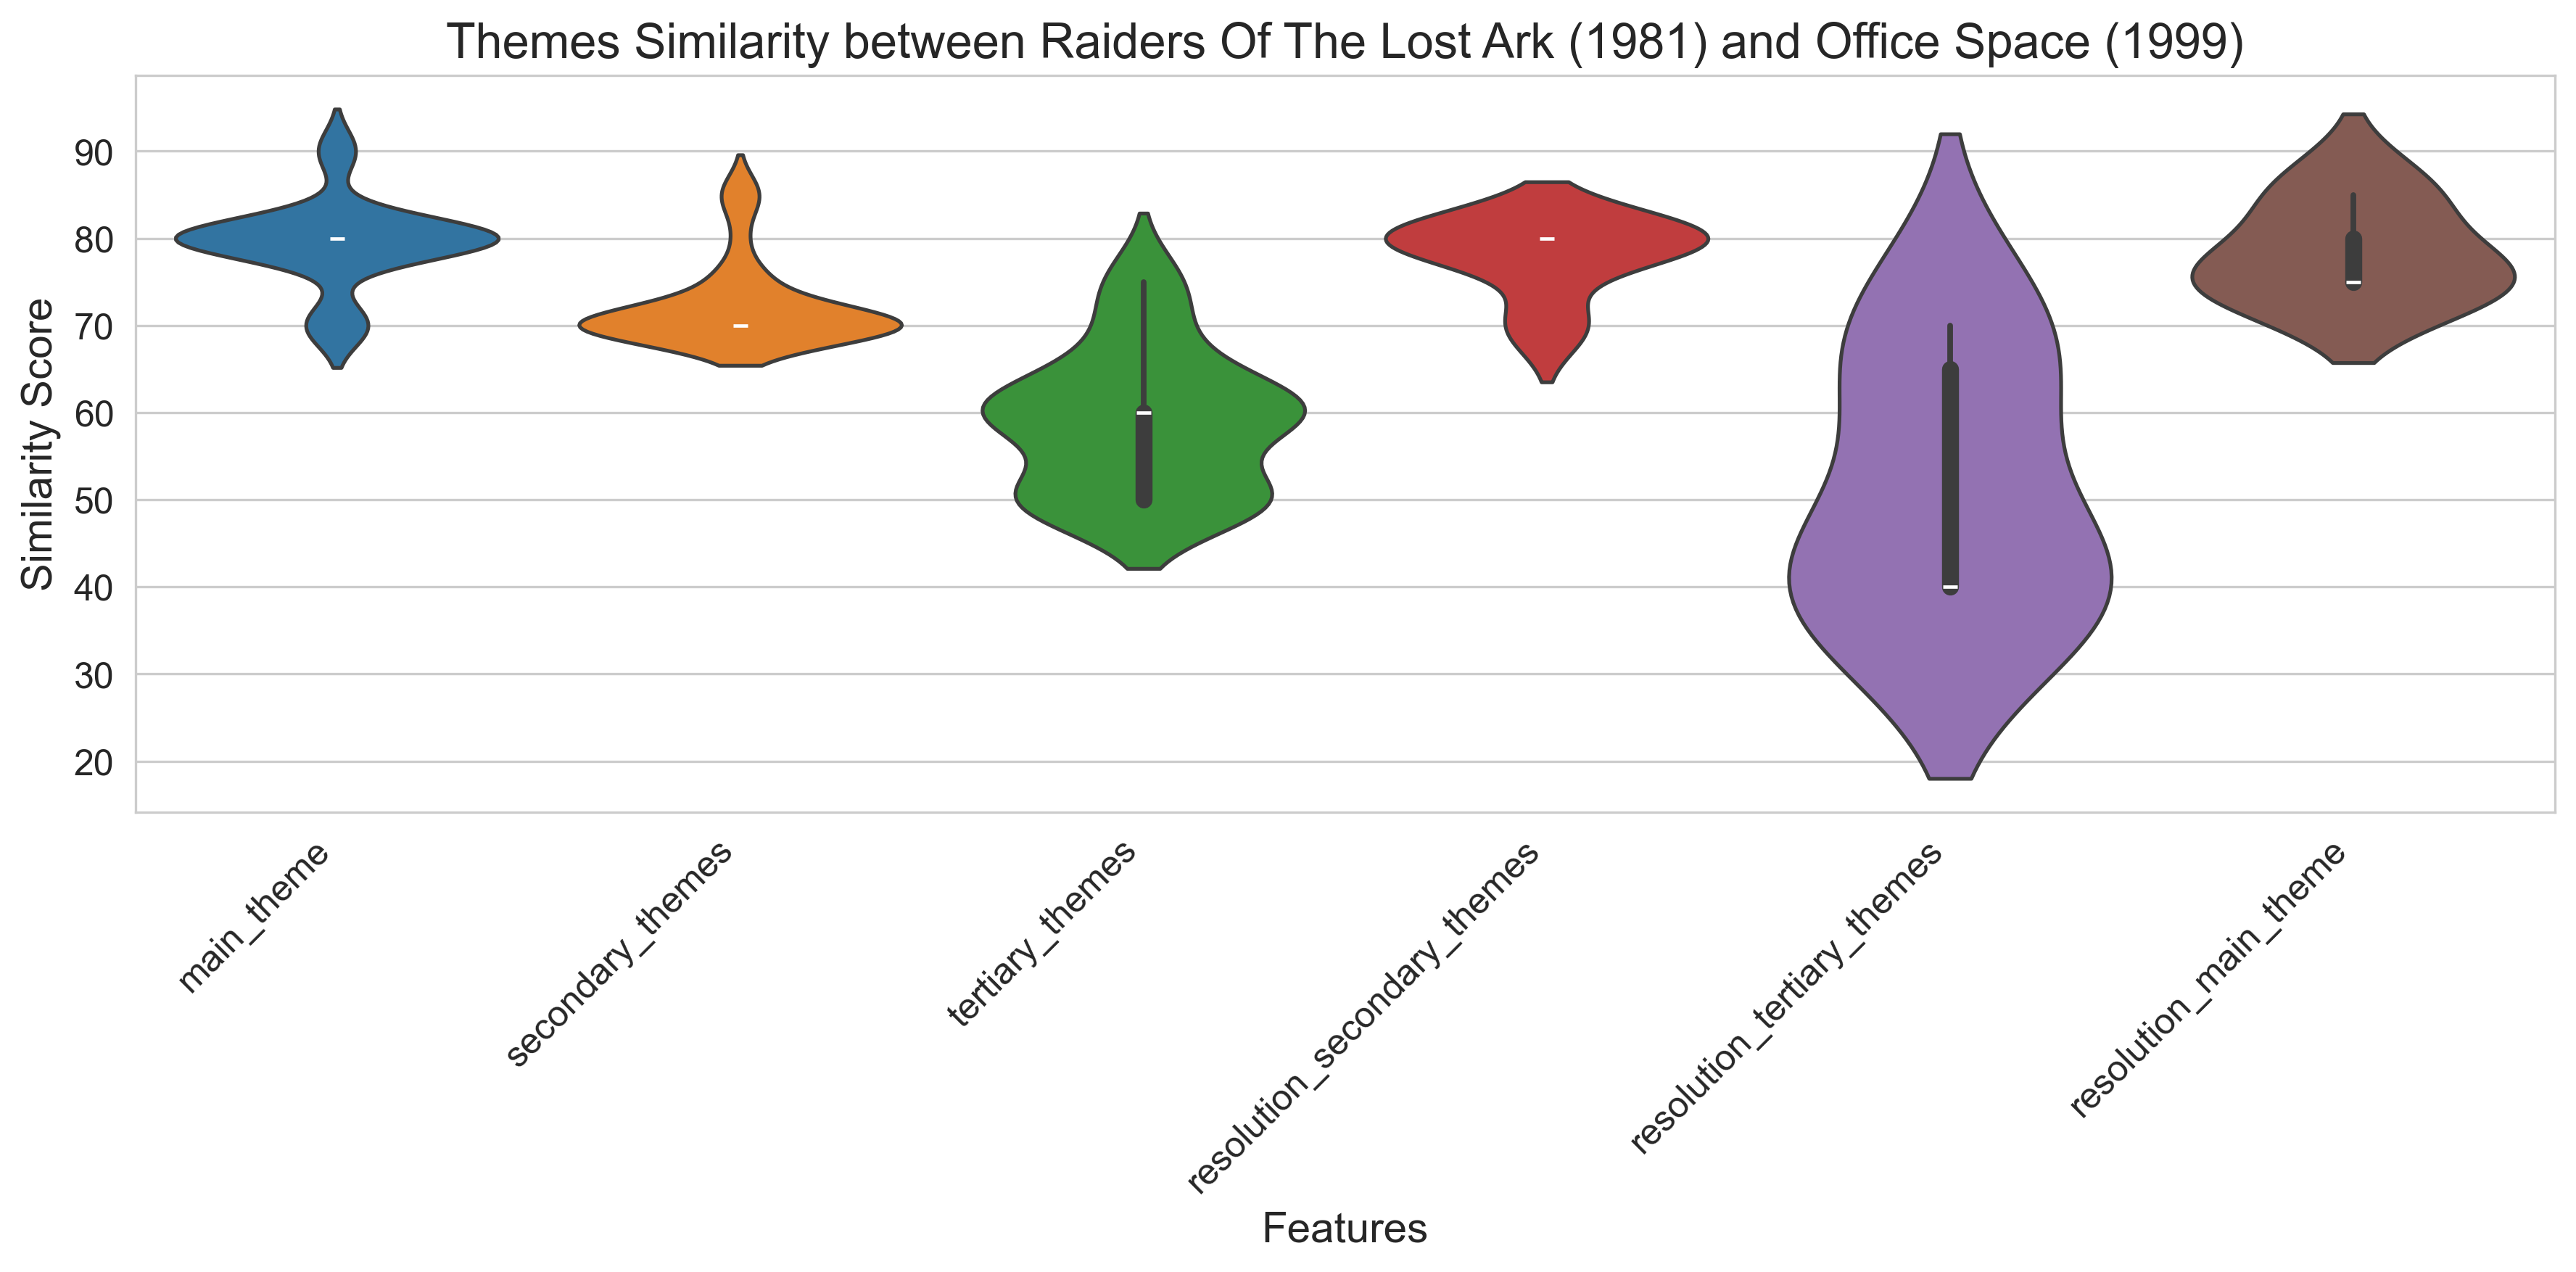 Themes Similarity between Raiders Of The Lost Ark (1981) and Office Space (1999)
Similarity Score
90
80
70
60
50
40
30
20
main_theme
secondary_themes
tertiary_themes
resolution_secondary_themes
resolution_tertiary_themes
resolution_main_theme
Features